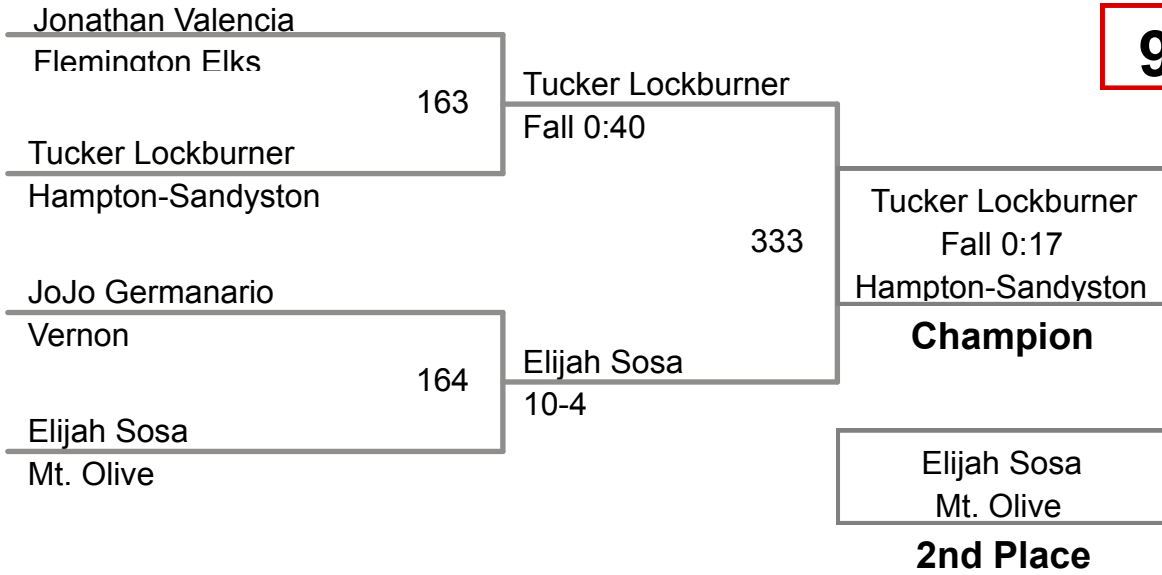 Jonathan Valencia
Flemington Elks
163
Tucker Lockburner
Hampton-Sandyston
Tucker Lockburner
Fall 0:40
JoJo Germanario
Vernon
164
Elijah Sosa
Mt. Olive
Elijah Sosa
10-4
333
Tucker Lockburner
Fall 0:17
Hampton-Sandyston
Champion
Elijah Sosa
Mt. Olive
2nd Place